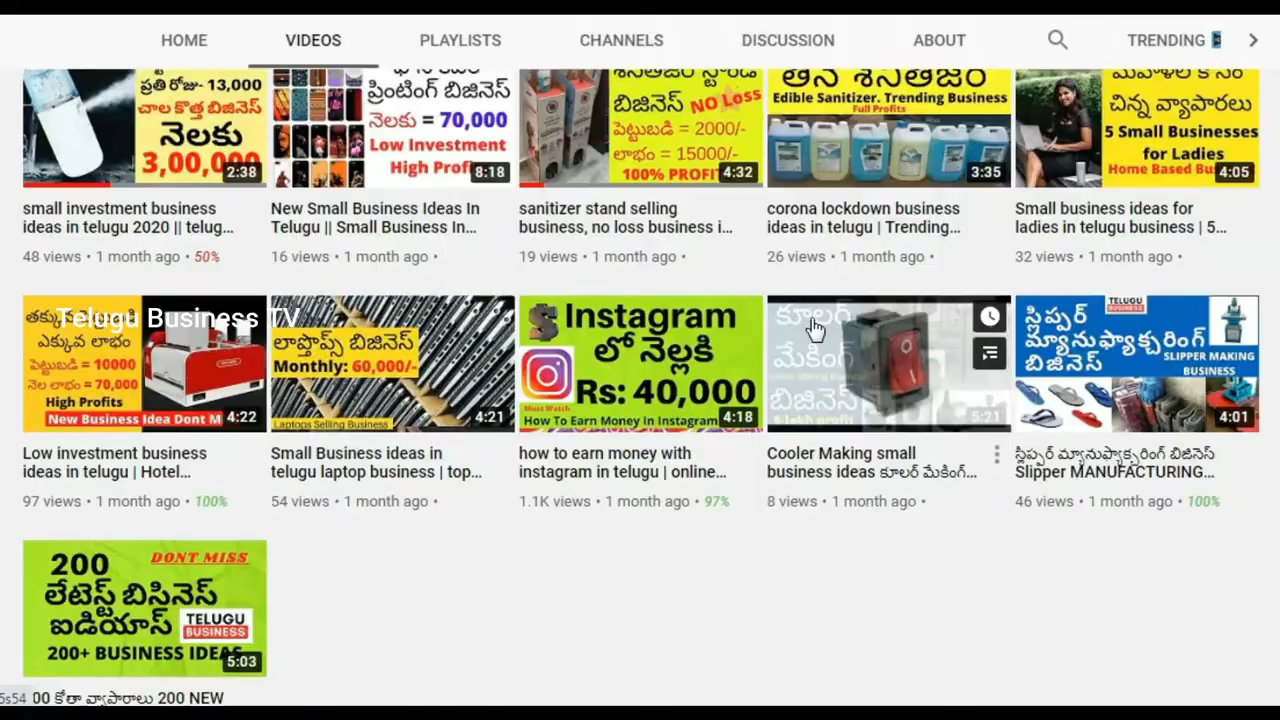 HOME
VIDEOS
PLAYLISTS
CHANNELS
DISCUSSION
ABOUT
TRENDING
ప్రతి రోజు- 13,000
చాల కొత్త బిజినెస్
నెలకు
3,00,000
2:38
ప్రింటింగ్ బిజినెస్
నెలకు = 70,000
Low Investment
High Profi
8:18
బిజినెస్ NO Loss
పెట్టుబడి = 2000/-
లాభం = 15000/-
100% PROFIT
4:32
Edible Sanitizer. Trending Business
Full Profits
3:35
చిన్న వ్యాపారలు
5 Small Businesses
for Ladies
Home Based Bu
4:05
small investment business
ideas in telugu 2020 || telug...
48 views • 1 month ago • 50%
New Small Business Ideas In
Telugu || Small Business In...
16 views • 1 month ago •
sanitizer stand selling
business, no loss business i...
19 views • 1 month ago •
corona lockdown business
ideas in telugu | Trending...
26 views • 1 month ago •
Small business ideas for
ladies in telugu business | 5...
32 views • 1 month ago •
Telugu Business TV
ఎక్కువ లాభం
పెట్టుబడి = 10000
నెల లాభం = 70,000
High Profits
New Business Idea Dont M
4:22
లాప్టాప్స్ బిజినెస్
Monthly: 60,000/-
Laptops Selling Business
4:21
Instagram
లో నెల్లకి
Rs: 40,000
Must Watch
How To Earn Money In Instagram
4:18
కూలర్
మేకింగ్
బిజినెస్
5:21
TELUGU
BUSINESS
స్లిప్పర్
మ్యానుఫ్యాక్చరింగ్
బిజినెస్
SLIPPER MAKING
BUSINESS
4:01
Low investment business
ideas in telugu | Hotel...
97 views • 1 month ago • 100%
Small Business ideas in
telugu laptop business | top...
54 views • 1 month ago •
how to earn money with
instagram in telugu | online...
1.1K views • 1 month ago • 97%
Cooler Making small
business ideas కూలర్ మేకింగ్...
8 views • 1 month ago •
స్లిప్పర్ మ్యానుఫ్యాక్చరింగ్ బిజినెస్
Slipper MANUFACTURING...
46 views • 1 month ago • 100%
200
DONT MISS
లేటెస్ట్ బిసినెస్
ఐడియాస్
TELUGU
BUSINESS
200+ BUSINESS IDEAS
5:03
5s54
00 కోతా వ్యాపారాలు 200 NEW